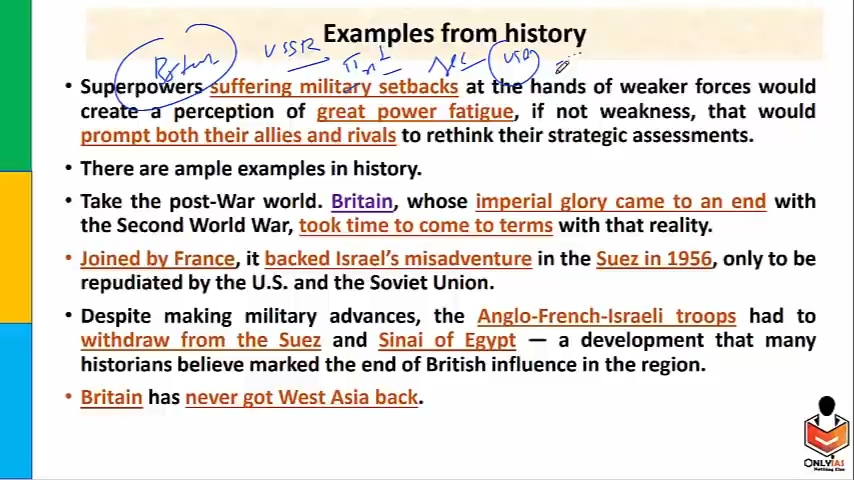 Examples from history
Britain
USSR
USA
• Superpowers suffering military setbacks at the hands of weaker forces would
create a perception of great power fatigue, if not weakness, that would
prompt both their allies and rivals to rethink their strategic assessments.
• There are ample examples in history.
• Take the post-War world. Britain, whose imperial glory came to an end with
the Second World War, took time to come to terms with that reality.
• Joined by France, it backed Israel's misadventure in the Suez in 1956, only to be
repudiated by the U.S. and the Soviet Union.
• Despite making military advances, the Anglo-French-Israeli troops had to
withdraw from the Suez and Sinai of Egypt — a development that many
historians believe marked the end of British influence in the region.
• Britain has never got West Asia back.
ONLYIAS
Nothing Else